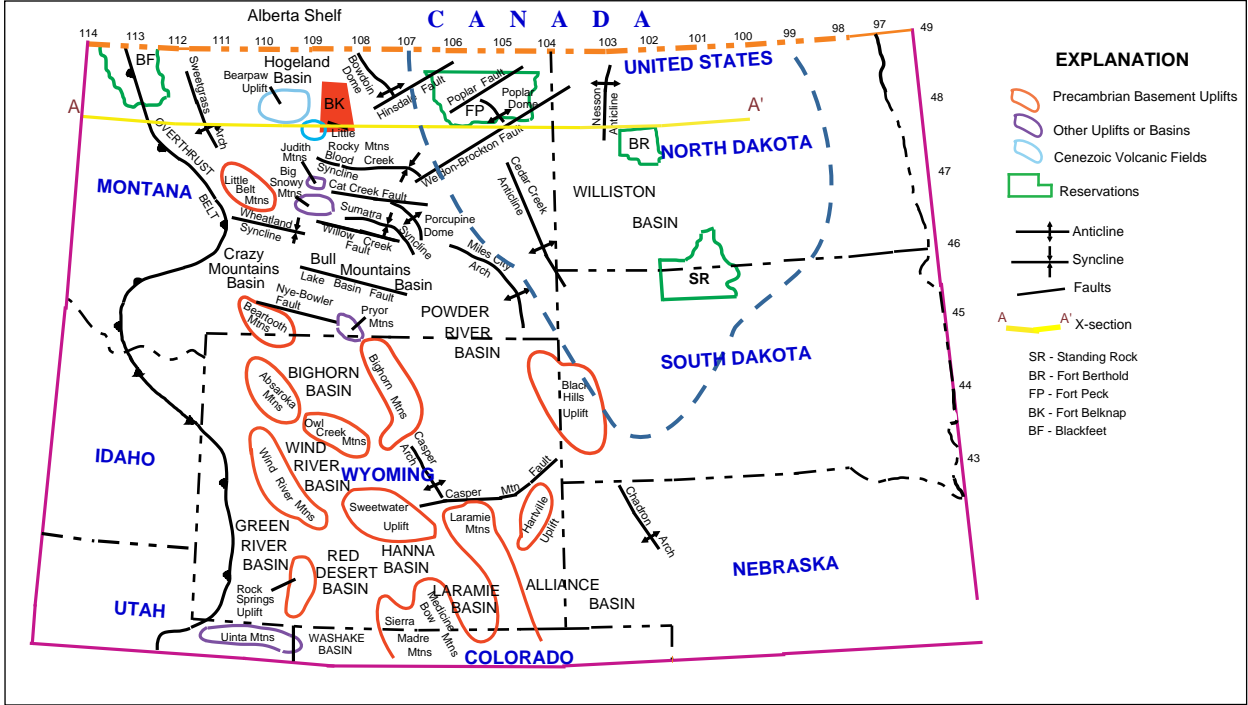 Alberta Shelf
C A N A D A
114
113
112
111
110
109
108
107
106
105
104
103
102
101
100
99
98
97
49
48
47
46
45
44
43
UNITED STATES
BF
Sweetgrass
Arch
Hogeland
Basin
Bearpaw
Uplift
BK
Bowdoin
Dome
Hinsdale Fault
Poplar Fault
FP
Poplar
Dome
Nesson
Anticline
A
A'
Little
Rocky Mtns
BR
NORTH DAKOTA
OVERTHRUST
BELT
MONTANA
Judith
Mtns
Blood Creek
Syncline
Weldon-Brockton Fault
Big
Snowy
Mtns
Cat Creek Fault
Little
Belt
Mtns
Cedar Creek
Anticline
WILLISTON
BASIN
Wheatland
Syncline
Sumatra
Syncline
Willow Creek
Fault
Porcupine
Dome
Miles City
Arch
Crazy
Mountains
Basin
Bull
Mountains
Basin
Lake Basin Fault
SR
Nye-Bowler
Fault
Beartooth
Mtns
Pryor
Mtns
POWDER
RIVER
BASIN
SOUTH DAKOTA
BIGHORN
BASIN
Bighorn Mtns
Absaroka
Mtns
Black
Hills
Uplift
Owl
Creek Mtns
IDAHO
WIND
RIVER
BASIN
Wind River Mtns
WYOMING
Casper
Arch
Casper Mtn Fault
Sweetwater
Uplift
Laramie
Mtns
Hartville
Uplift
Chadron
Arch
GREEN
RIVER
BASIN
RED
DESERT
BASIN
HANNA
BASIN
NEBRASKA
Rock
Springs
Uplift
LARAMIE
BASIN
ALLIANCE
BASIN
UTAH
Medicine
Bow
Mtns
Sierra
Madre
Mtns
Uinta Mtns
WASHAKE
BASIN
COLORADO
EXPLANATION
Precambrian Basement Uplifts
Other Uplifts or Basins
Cenezoic Volcanic Fields
Reservations
Anticline
Syncline
Faults
A A' X-section
SR - Standing Rock
BR - Fort Berthold
FP - Fort Peck
BK - Fort Belknap
BF - Blackfeet